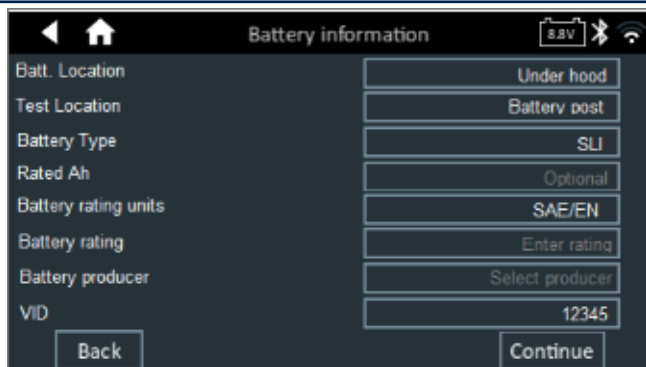 Battery information 8.8V
Batt. Location Under hood
Test Location Battery post
Battery Type SLI
Rated Ah Optional
Battery rating units SAE/EN
Battery rating Enter rating
Battery producer Select producer
VID 12345
Back Continue